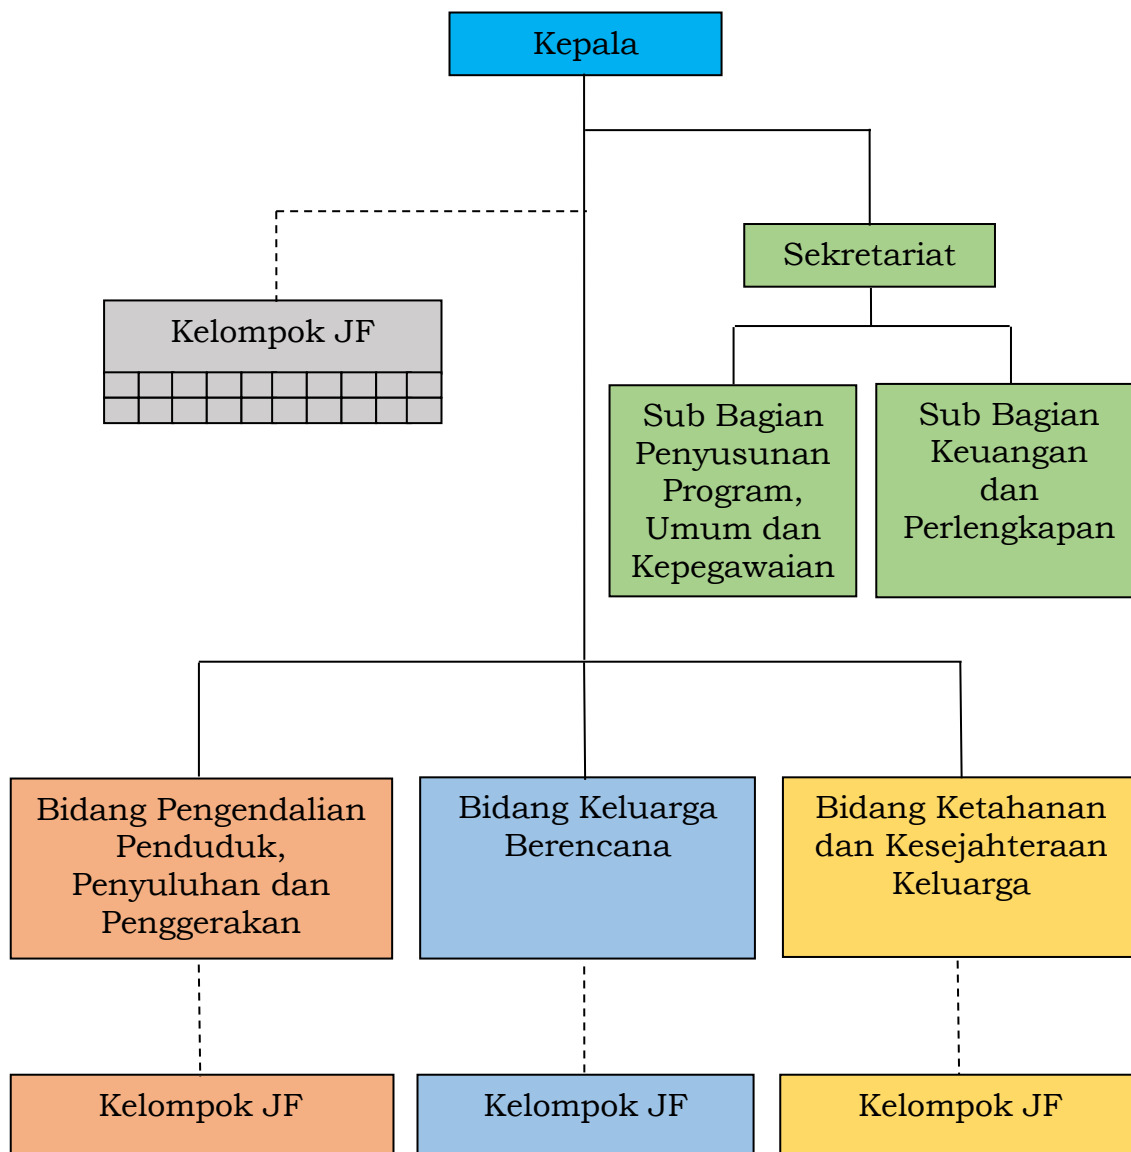 Kepala
Sekretariat
Kelompok JF
Sub Bagian
Penyusunan
Program,
Umum dan
Kepegawaian
Sub Bagian
Keuangan
dan
Perlengkapan
Bidang Pengendalian
Penduduk,
Penyuluhan dan
Penggerakan
Bidang Keluarga
Berencana
Bidang Ketahanan
dan Kesejahteraan
Keluarga
Kelompok JF
Kelompok JF
Kelompok JF